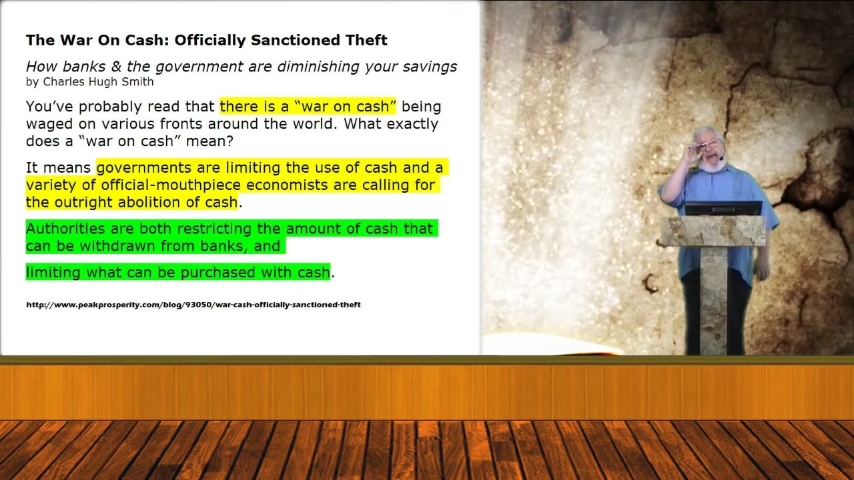 The War On Cash: Officially Sanctioned Theft
How banks & the government are diminishing your savings
by Charles Hugh Smith
You’ve probably read that there is a “war on cash” being
waged on various fronts around the world. What exactly
does a “war on cash” mean?
It means governments are limiting the use of cash and a
variety of official-mouthpiece economists are calling for
the outright abolition of cash.
Authorities are both restricting the amount of cash that
can be withdrawn from banks, and
limiting what can be purchased with cash.
http://www.peakprosperity.com/blog/93050/war-cash-officially-sanctioned-theft